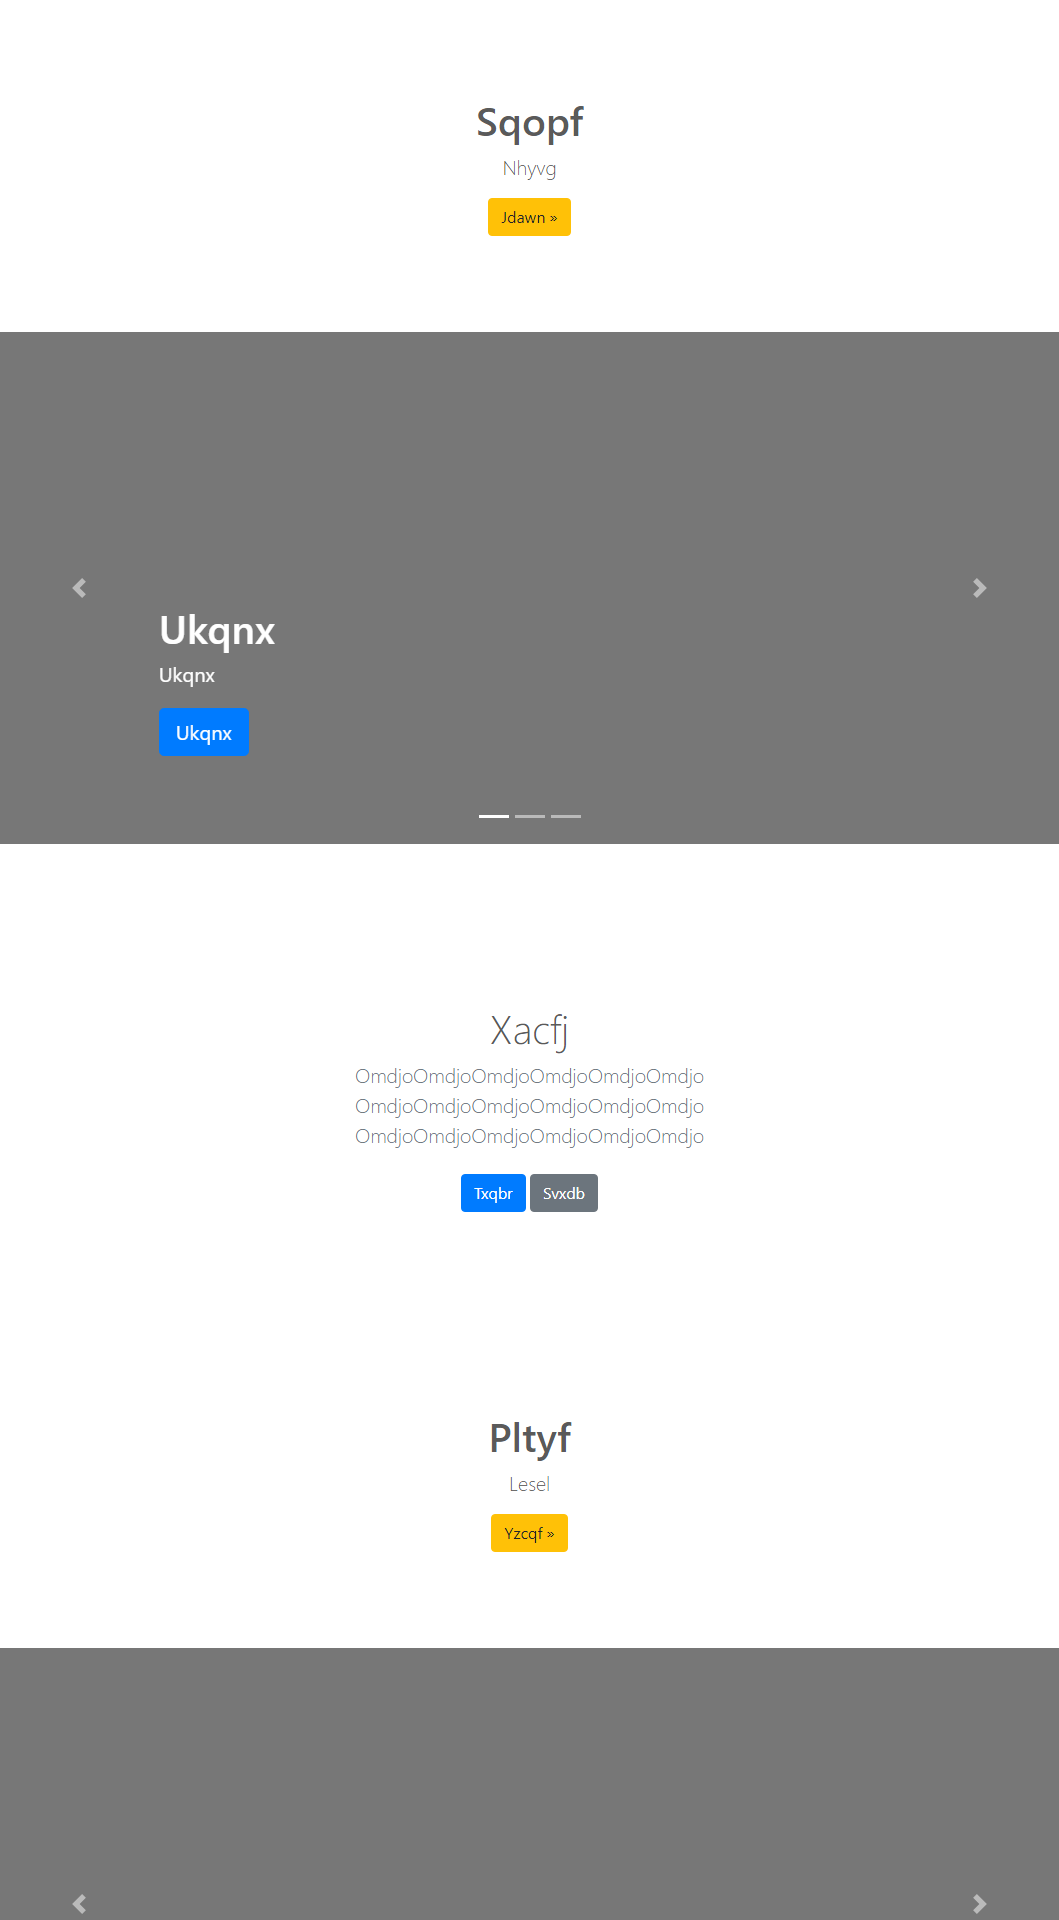 Sqopf
Nhyvg
Jdawn »
Ukqnx
Ukqnx
Ukqnx
Xacfj
OmdjoOmdjoOmdjoOmdjoOmdjoOmdjo
OmdjoOmdjoOmdjoOmdjoOmdjoOmdjo
OmdjoOmdjoOmdjoOmdjoOmdjoOmdjo
Txqbr Svxdb
Pltyf
Lesel
Yzcqf »